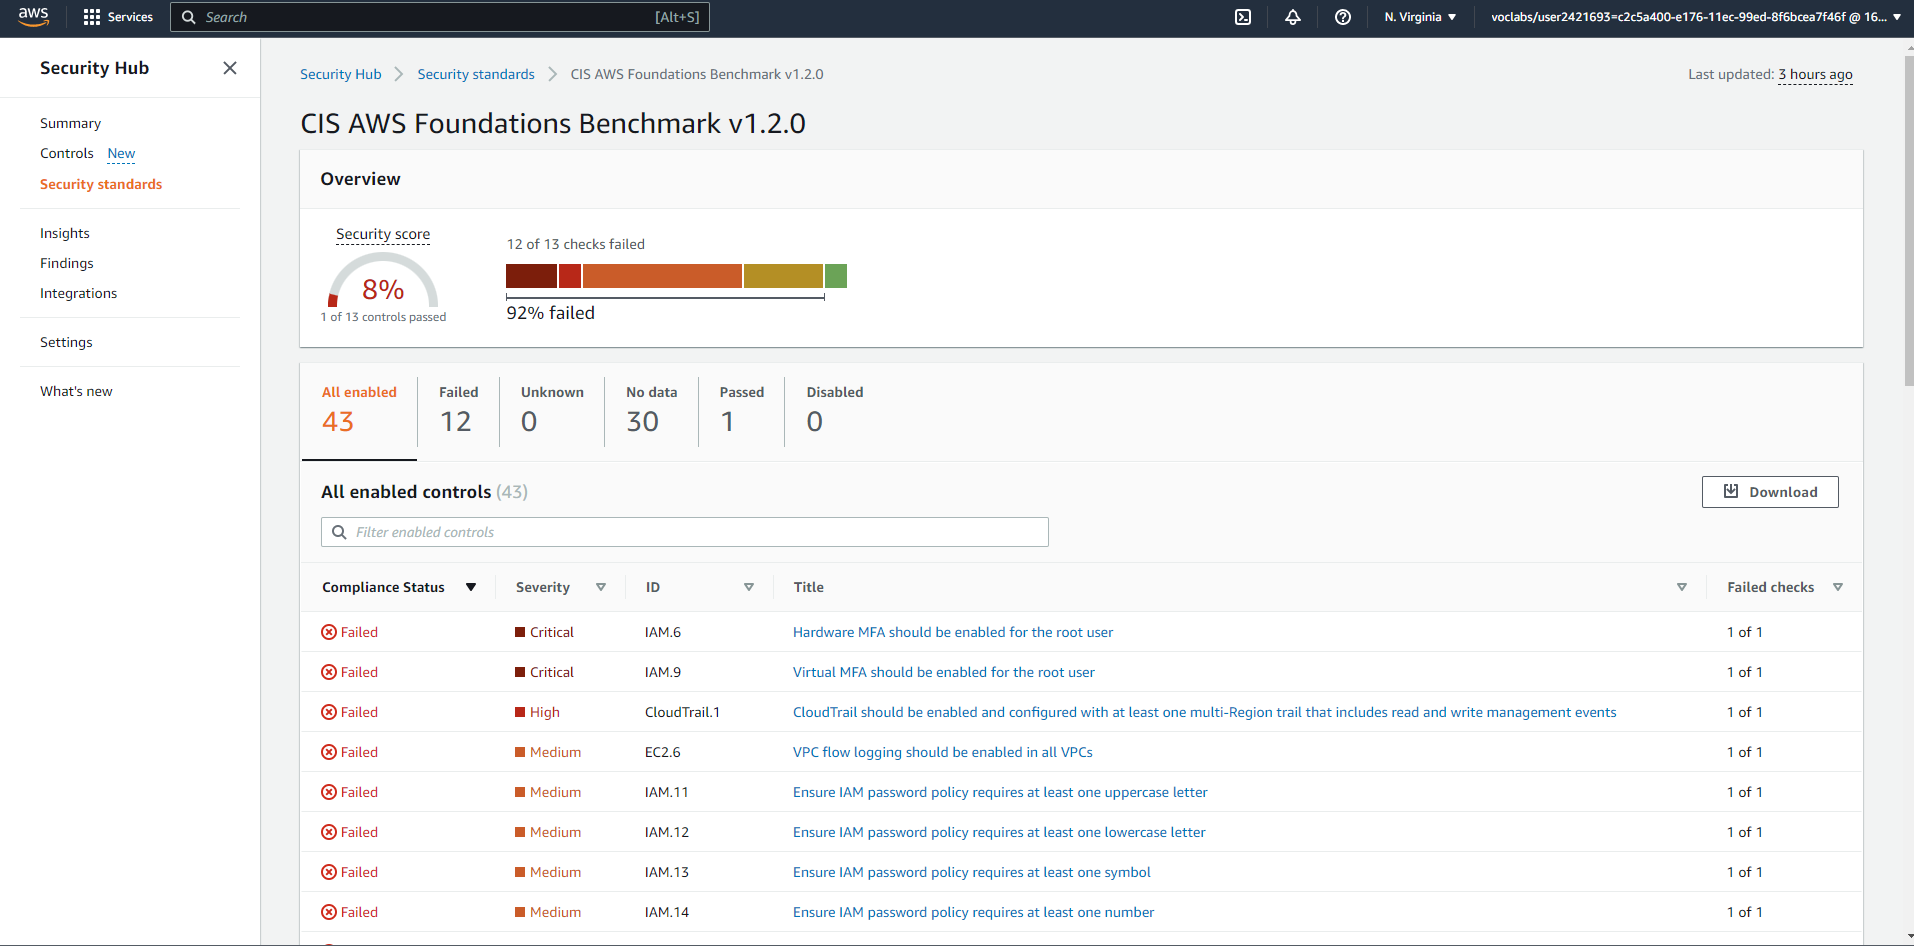 aws Services Search [Alt+S] N. Virginia voclabs/user2421693=c2c5a400-e176-11ec-99ed-8f6bcea7f46f @ 16...
Security Hub
Summary
Controls New
Security standards
Insights
Findings
Integrations
Settings
What's new
Security Hub Security standards CIS AWS Foundations Benchmark v1.2.0 Last updated: 3 hours ago
CIS AWS Foundations Benchmark v1.2.0
Overview
Security score
8%
1 of 13 controls passed
12 of 13 checks failed
92% failed
All enabled Failed Unknown No data Passed Disabled
43 12 0 30 1 0
All enabled controls (43) Download
Filter enabled controls
Compliance Status Severity ID Title Failed checks
Failed Critical IAM.6 Hardware MFA should be enabled for the root user 1 of 1
Failed Critical IAM.9 Virtual MFA should be enabled for the root user 1 of 1
Failed High CloudTrail.1 CloudTrail should be enabled and configured with at least one multi-Region trail that includes read and write management events 1 of 1
Failed Medium EC2.6 VPC flow logging should be enabled in all VPCs 1 of 1
Failed Medium IAM.11 Ensure IAM password policy requires at least one uppercase letter 1 of 1
Failed Medium IAM.12 Ensure IAM password policy requires at least one lowercase letter 1 of 1
Failed Medium IAM.13 Ensure IAM password policy requires at least one symbol 1 of 1
Failed Medium IAM.14 Ensure IAM password policy requires at least one number 1 of 1